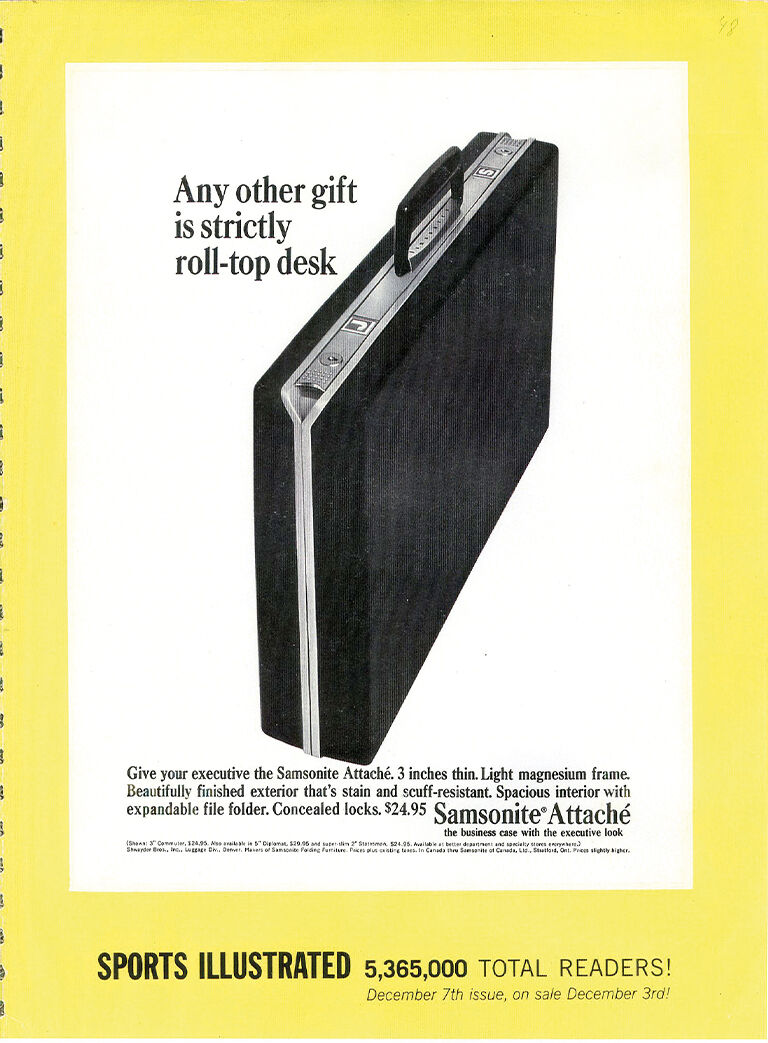 48
Any other gift
is strictly
roll-top desk
S
J
Give your executive the Samsonite Attaché. 3 inches thin. Light magnesium frame.
Beautifully finished exterior that's stain and scuff-resistant. Spacious interior with
expandable file folder. Concealed locks. $24.95 Samsonite® Attaché
the business case with the executive look
(Shown: 3" Commuter, $24.95. Also available in 5" Diplomat, $29.95 and super-slim 2" Statesman, $24.95. Available at better department and specialty stores everywhere.)
Shwayder Bros., Inc., Luggage Div., Denver. Makers of Samsonite Folding Furniture. Prices plus existing taxes. In Canada thru Samsonite of Canada, Ltd., Stratford, Ont. Prices slightly higher.
SPORTS ILLUSTRATED 5,365,000 TOTAL READERS!
December 7th issue, on sale December 3rd!